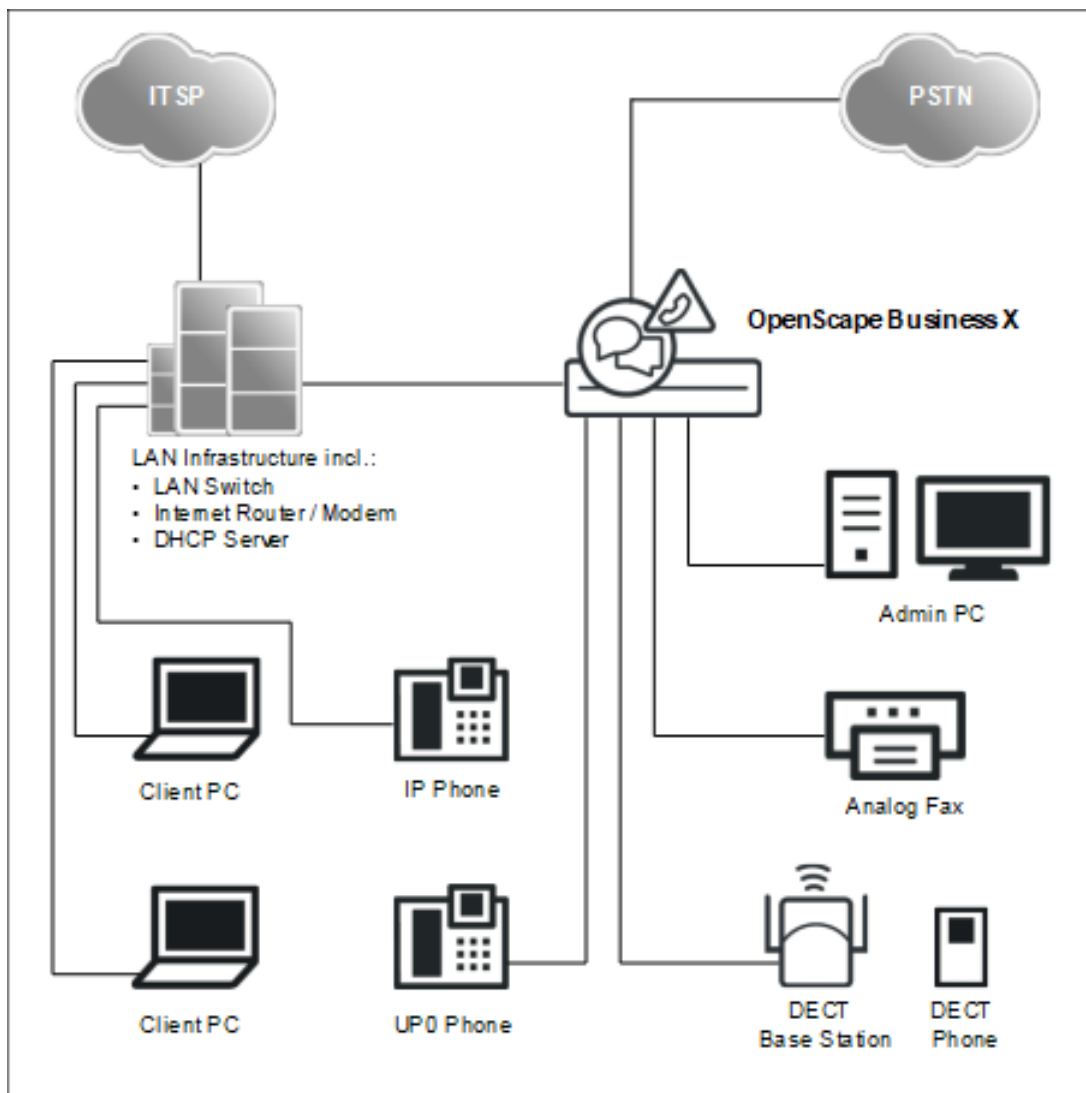 ITSP
PSTN
OpenScape Business X
LAN Infrastructure incl.:
• LAN Switch
• Internet Router / Modem
• DHCP Server
Admin PC
Client PC
IP Phone
Analog Fax
Client PC
UP0 Phone
DECT
Base Station
DECT
Phone